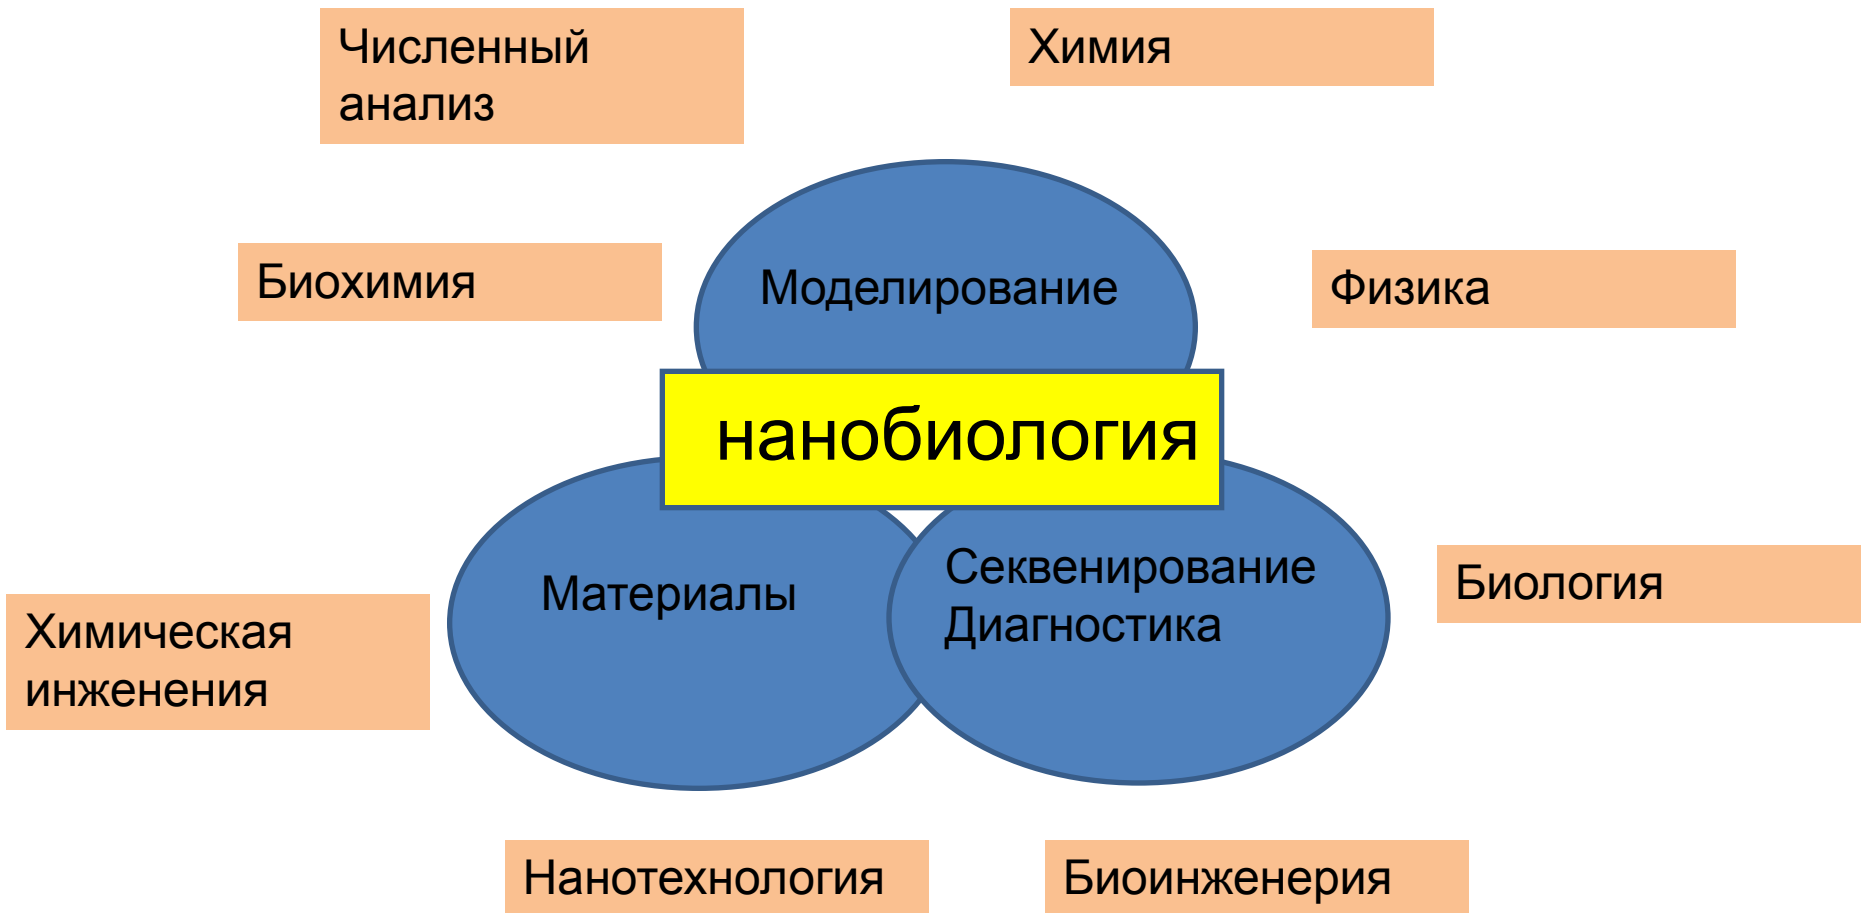 Численный
анализ
Химия
Биохимия
Моделирование
Физика
нанобиология
Материалы
Секвенирование
Диагностика
Биология
Химическая
инженения
Нанотехнология
Биоинженерия